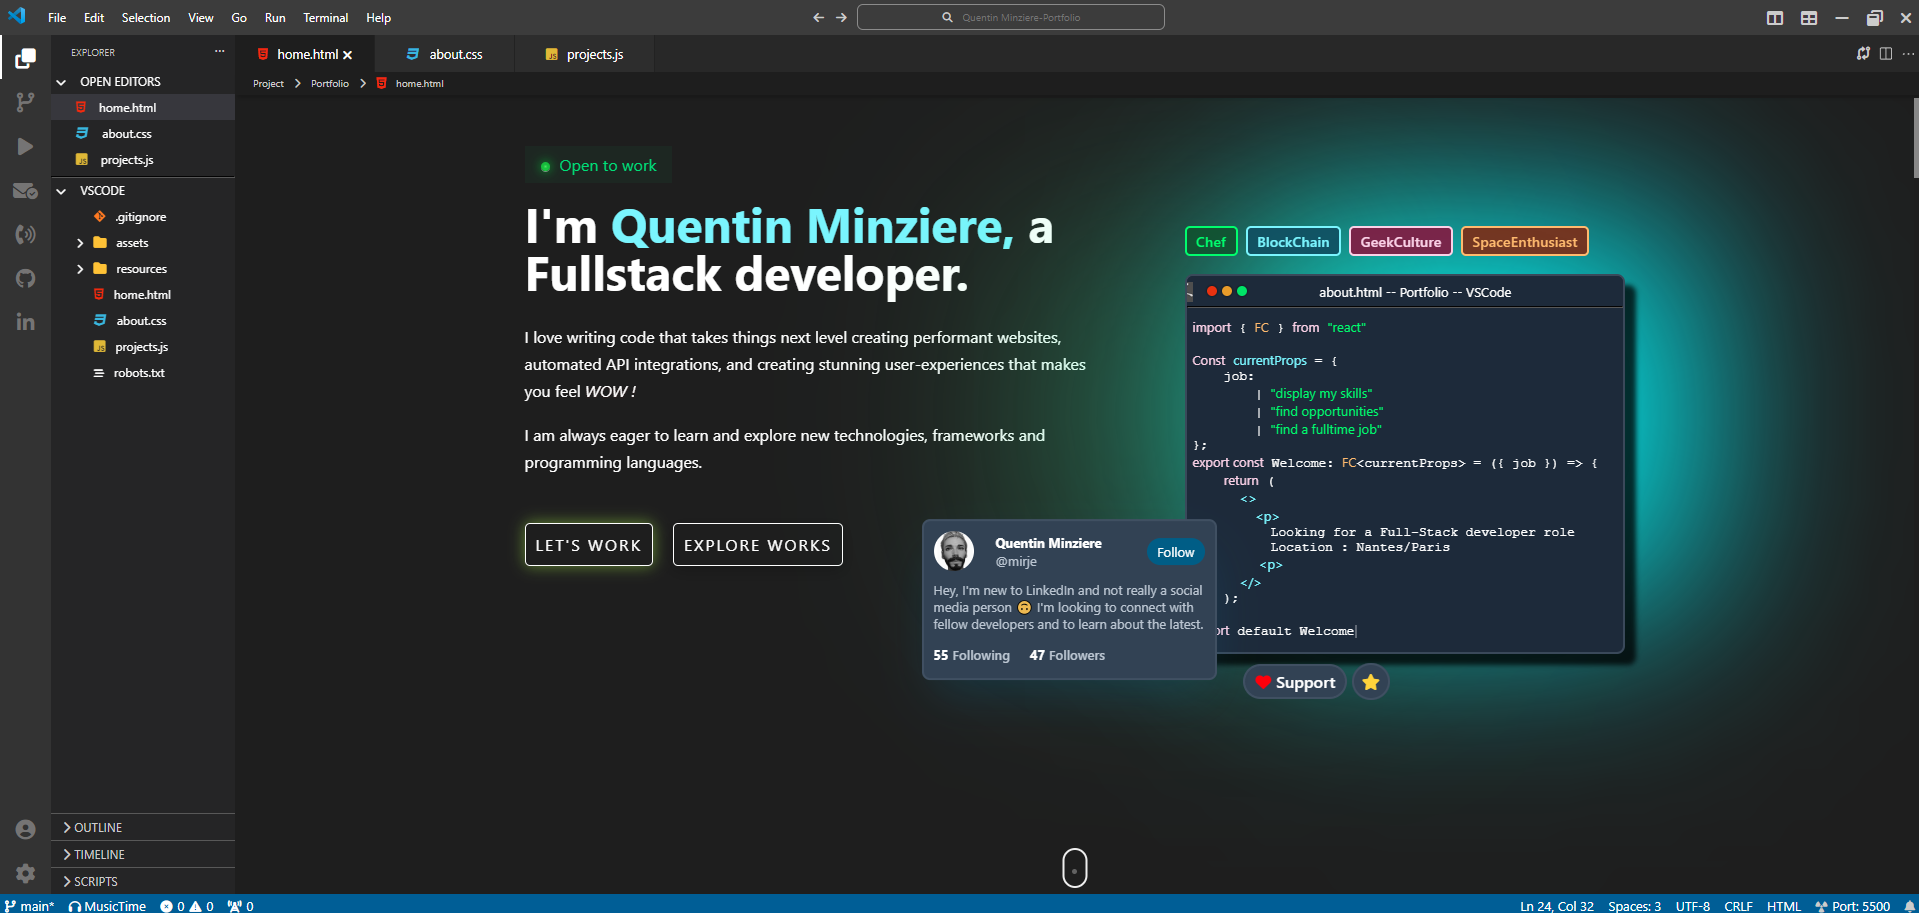 File Edit Selection View Go Run Terminal Help
Quentin Minziere-Portfolio
EXPLORER
OPEN EDITORS
home.html
about.css
projects.js
VSCODE
.gitignore
assets
resources
home.html
about.css
projects.js
robots.txt
OUTLINE
TIMELINE
SCRIPTS
home.html about.css projects.js
Project Portfolio home.html
Open to work
I'm Quentin Minziere, a
Fullstack developer.
I love writing code that takes things next level creating performant websites,
automated API integrations, and creating stunning user-experiences that makes
you feel WOW !
I am always eager to learn and explore new technologies, frameworks and
programming languages.
LET'S WORK EXPLORE WORKS
Chef BlockChain GeekCulture SpaceEnthusiast
about.html -- Portfolio -- VSCode
import { FC } from "react"
Const currentProps = {
job:
| "display my skills"
| "find opportunities"
| "find a fulltime job"
};
export const Welcome: FC<currentProps> = ({ job }) => {
return (
<>
<p>
Looking for a Full-Stack developer role
Location : Nantes/Paris
<p>
</>
);
ort default Welcome|
Quentin Minziere
@mirje
Follow
Hey, I'm new to LinkedIn and not really a social
media person 🙃 I'm looking to connect with
fellow developers and to learn about the latest.
55 Following 47 Followers
Support
main* MusicTime 0 0 0
Ln 24, Col 32 Spaces: 3 UTF-8 CRLF HTML Port: 5500